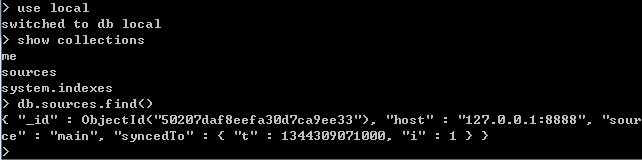 > use local
switched to db local
> show collections
me
sources
system.indexes
> db.sources.find()
{ "_id" : ObjectId("50207daf8eefa30d7ca9ee33"), "host" : "127.0.0.1:8888", "sour
ce" : "main", "syncedTo" : { "t" : 1344309071000, "i" : 1 } }
>